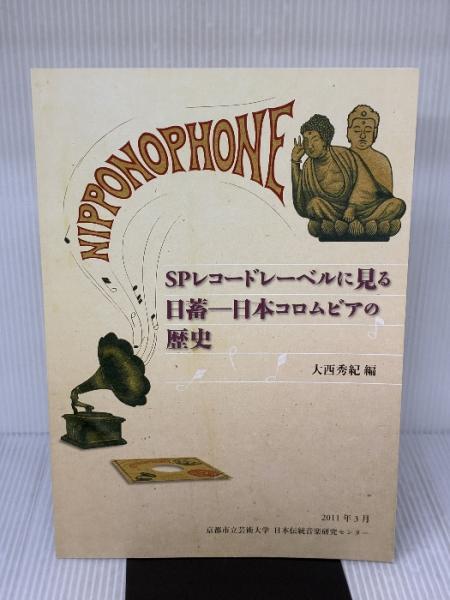 NIPPONOPHONE
SPレコードレーベルに見る
日蓄―日本コロムビアの
歴史
大西秀紀 編
2011年3月
京都市立芸術大学 日本伝統音楽研究センター